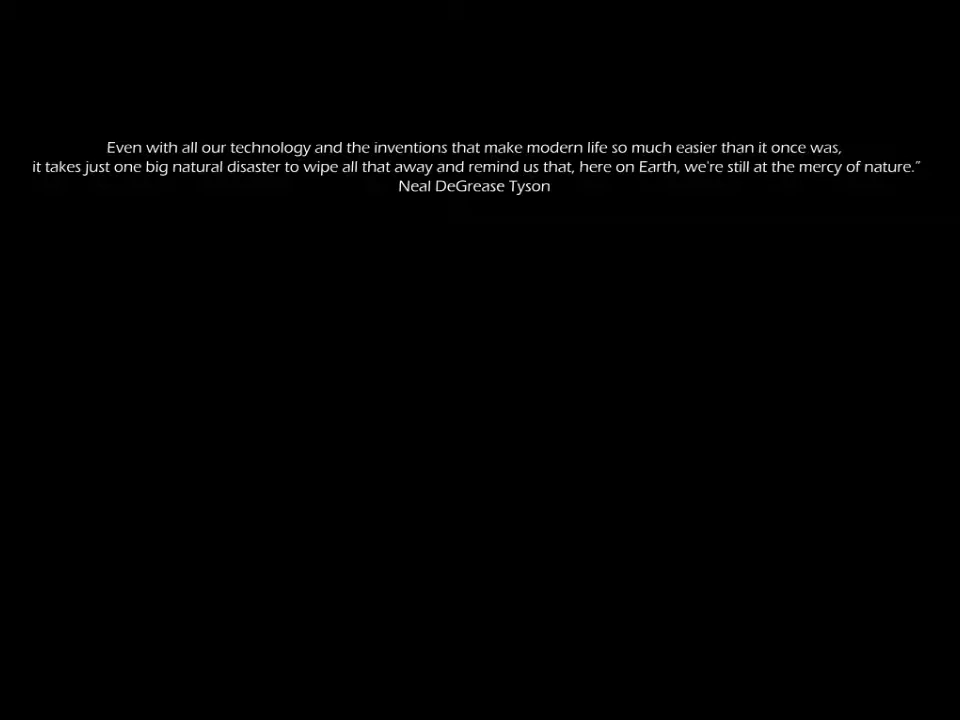 Even with all our technology and the inventions that make modern life so much easier than it once was,
it takes just one big natural disaster to wipe all that away and remind us that, here on Earth, we're still at the mercy of nature.”
Neal DeGrease Tyson